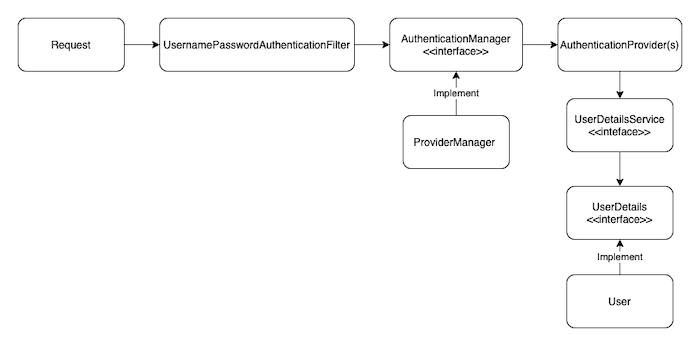 Request
UsernamePasswordAuthenticationFilter
AuthenticationManager
<<interface>>
AuthenticationProvider(s)
Implement
ProviderManager
UserDetailsService
<<inteface>>
UserDetails
<<interface>>
Implement
User